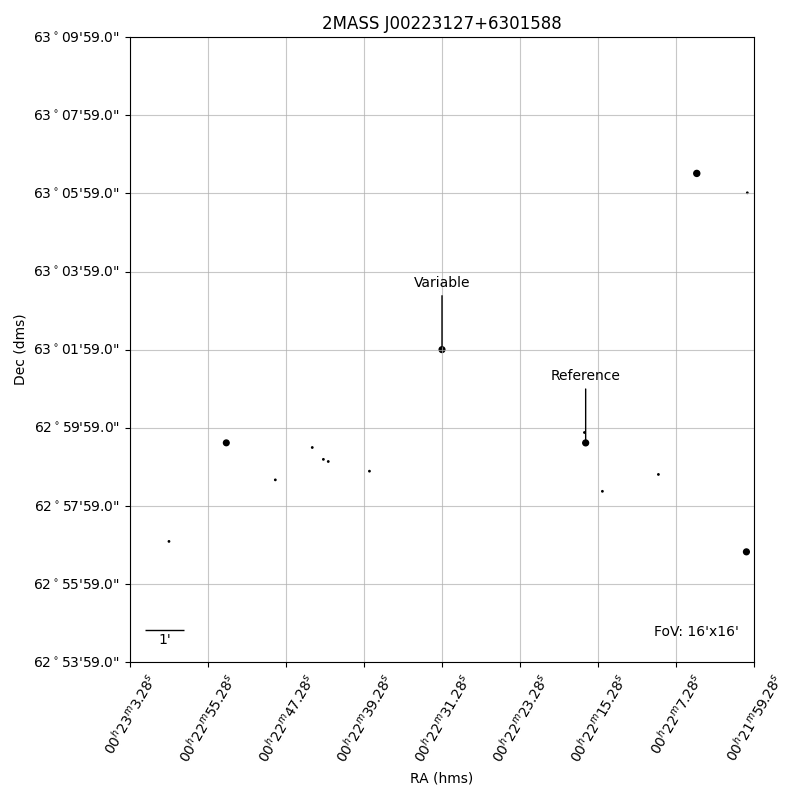 2MASS J00223127+6301588
63°09'59.0"
63°07'59.0"
63°05'59.0"
63°03'59.0"
Variable
63°01'59.0"
Reference
62°59'59.0"
62°57'59.0"
62°55'59.0"
62°53'59.0"
Dec (dms)
1'
FoV: 16'x16'
00ʰ23ᵐ3.28ˢ
00ʰ22ᵐ55.28ˢ
00ʰ22ᵐ47.28ˢ
00ʰ22ᵐ39.28ˢ
00ʰ22ᵐ31.28ˢ
00ʰ22ᵐ23.28ˢ
00ʰ22ᵐ15.28ˢ
00ʰ22ᵐ7.28ˢ
00ʰ21ᵐ59.28ˢ
RA (hms)